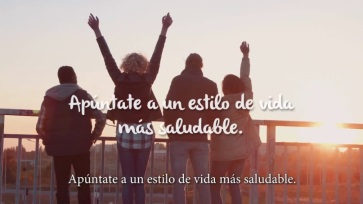 Apúntate a un estilo de vida
más saludable.
Apúntate a un estilo de vida más saludable.